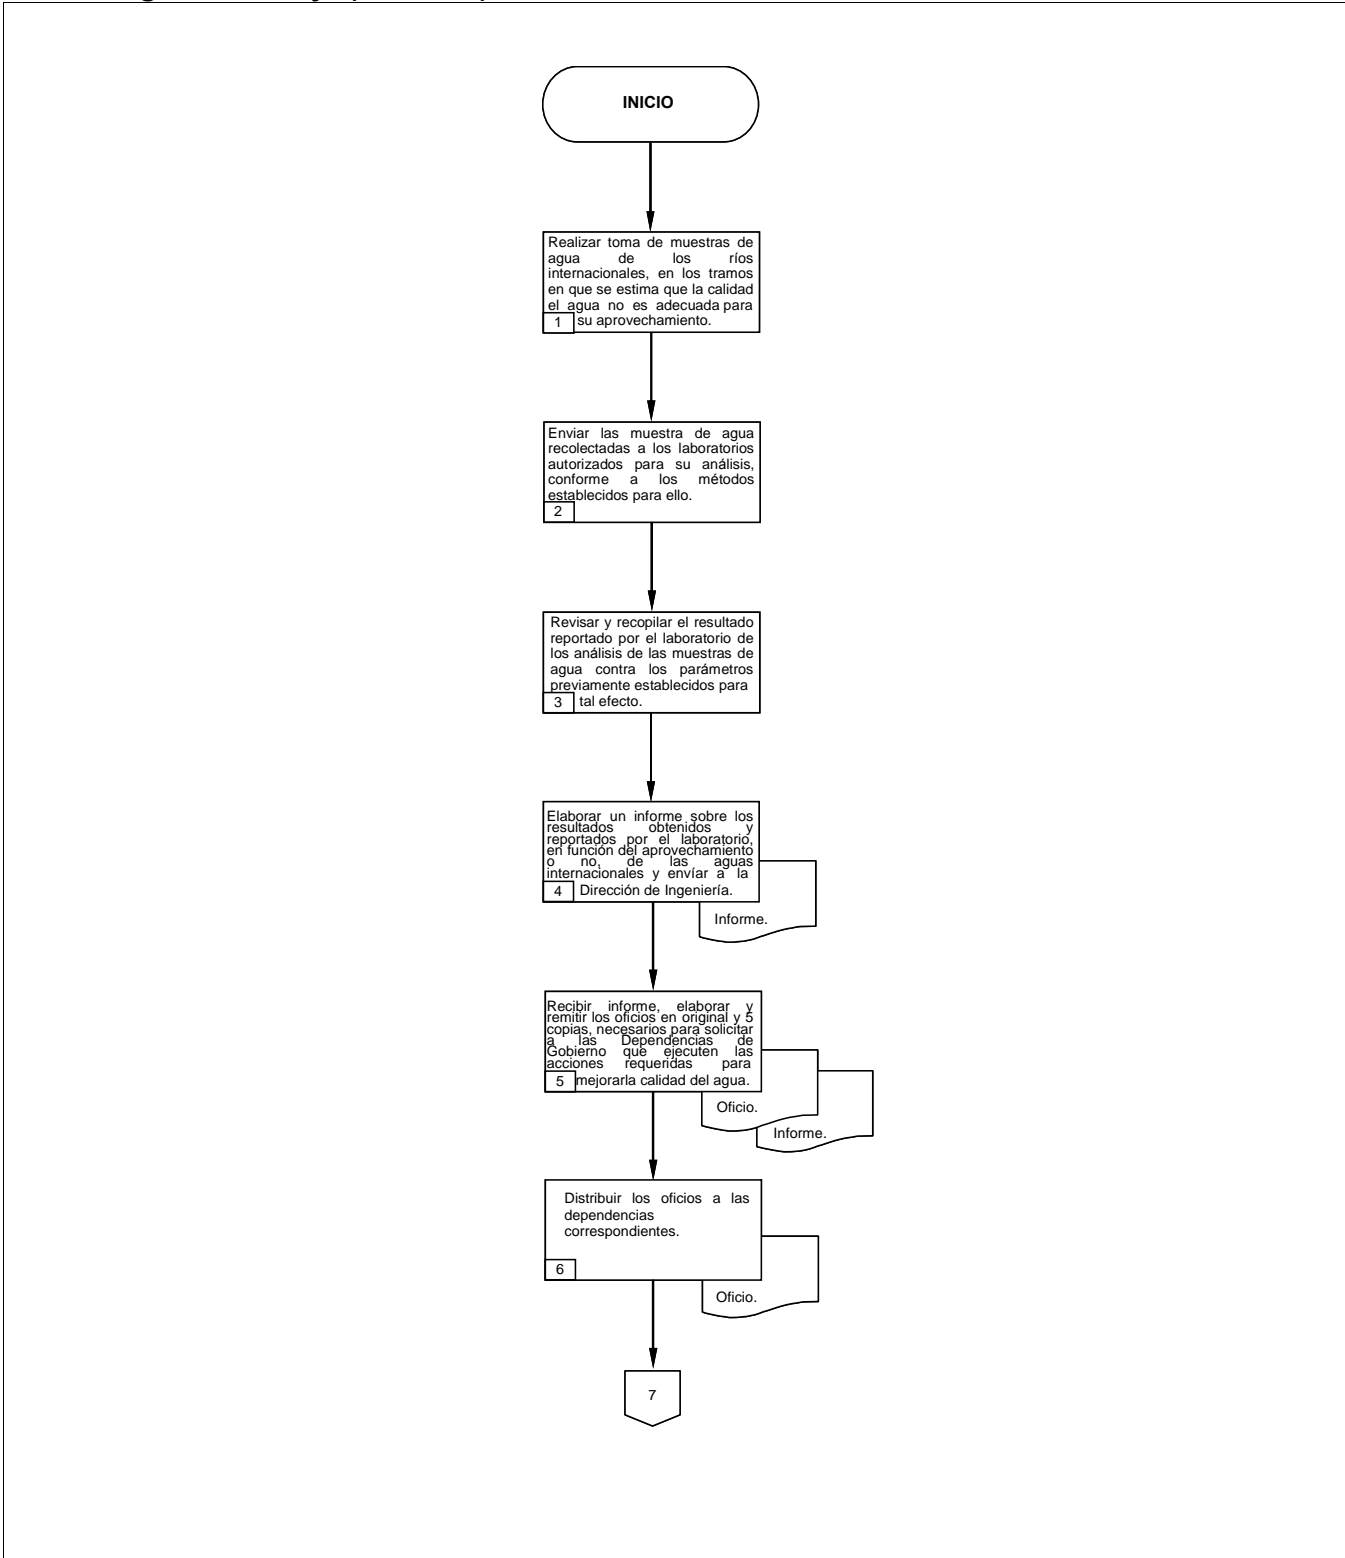 INICIO
Realizar toma de muestras de
agua de los ríos
internacionales, en los tramos
en que se estima que la calidad
el agua no es adecuada para
1 su aprovechamiento.
Enviar las muestra de agua
recolectadas a los laboratorios
autorizados para su análisis,
conforme a los métodos
establecidos para ello.
2
Revisar y recopilar el resultado
reportado por el laboratorio de
los análisis de las muestras de
agua contra los parámetros
previamente establecidos para
3 tal efecto.
Elaborar un informe sobre los
resultados obtenidos y
reportados por el laboratorio,
en función del aprovechamiento
o no, de las aguas
internacionales y envíar a la
4 Dirección de Ingeniería.
Informe.
Recibir informe, elaborar y
remitir los oficios en original y 5
copias, necesarios para solicitar
a las Dependencias de
Gobierno que ejecuten las
acciones requeridas para
5 mejorarla calidad del agua.
Oficio.
Informe.
Distribuir los oficios a las
dependencias
correspondientes.
6
Oficio.
7